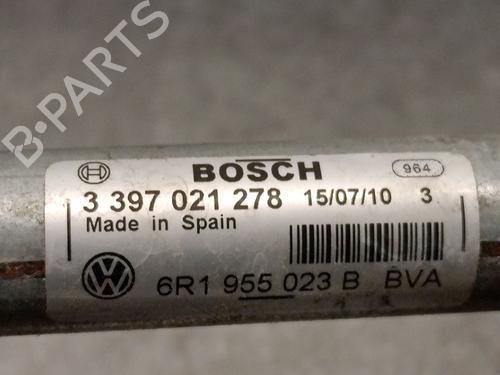 B-PARTS
BOSCH 964
3 397 021 278 15/07/10 3
Made in Spain
6R1 955 023 B BVA